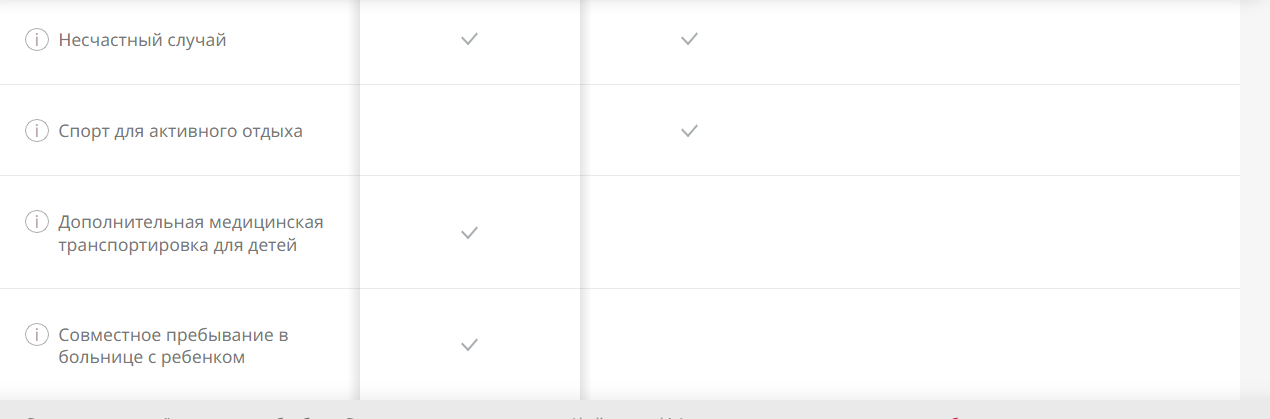 Несчастный случай
Спорт для активного отдыха
Дополнительная медицинская
транспортировка для детей
Совместное пребывание в
больнице с ребенком